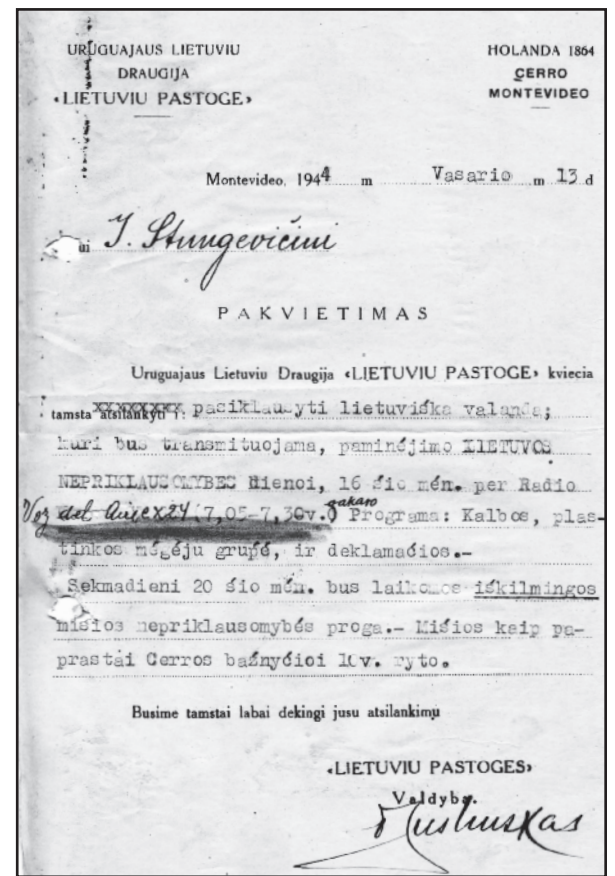 URUGUAJAUS LIETUVIU
DRAUGIJA
«LIETUVIU PASTOGE»
HOLANDA 1864
CERRO
MONTEVIDEO
Montevideo, 1944 m Vasario m 13 d
ui J. Stungevičiui
PAKVIETIMAS
Uruguajaus Lietuviu Draugija «LIETUVIU PASTOGE» kviecia
tamsta atsilankyti i: pasiklausyti lietuviška valanda;
kuri bus transmituojama, paminėjimo LIETUVOS
NEPRIKLAUSOMYBES dienoi, 16 šio mėn. per Radio
Voz del Aire CX24, 7,05-7,30v. vakaro Programa: Kalbos, plas-
tinkos mėgėju grupė, ir deklamacios.-
Sekmadieni 20 šio mėn. bus laikomos iškilmingos
mišios nepriklausomybės proga.- Mišios kaip pa-
prastai Cerros bažnyčioi 10v. ryto.
Busime tamstai labai dekingi jusu atsilankimu
«LIETUVIU PASTOGES»
Valdyba.